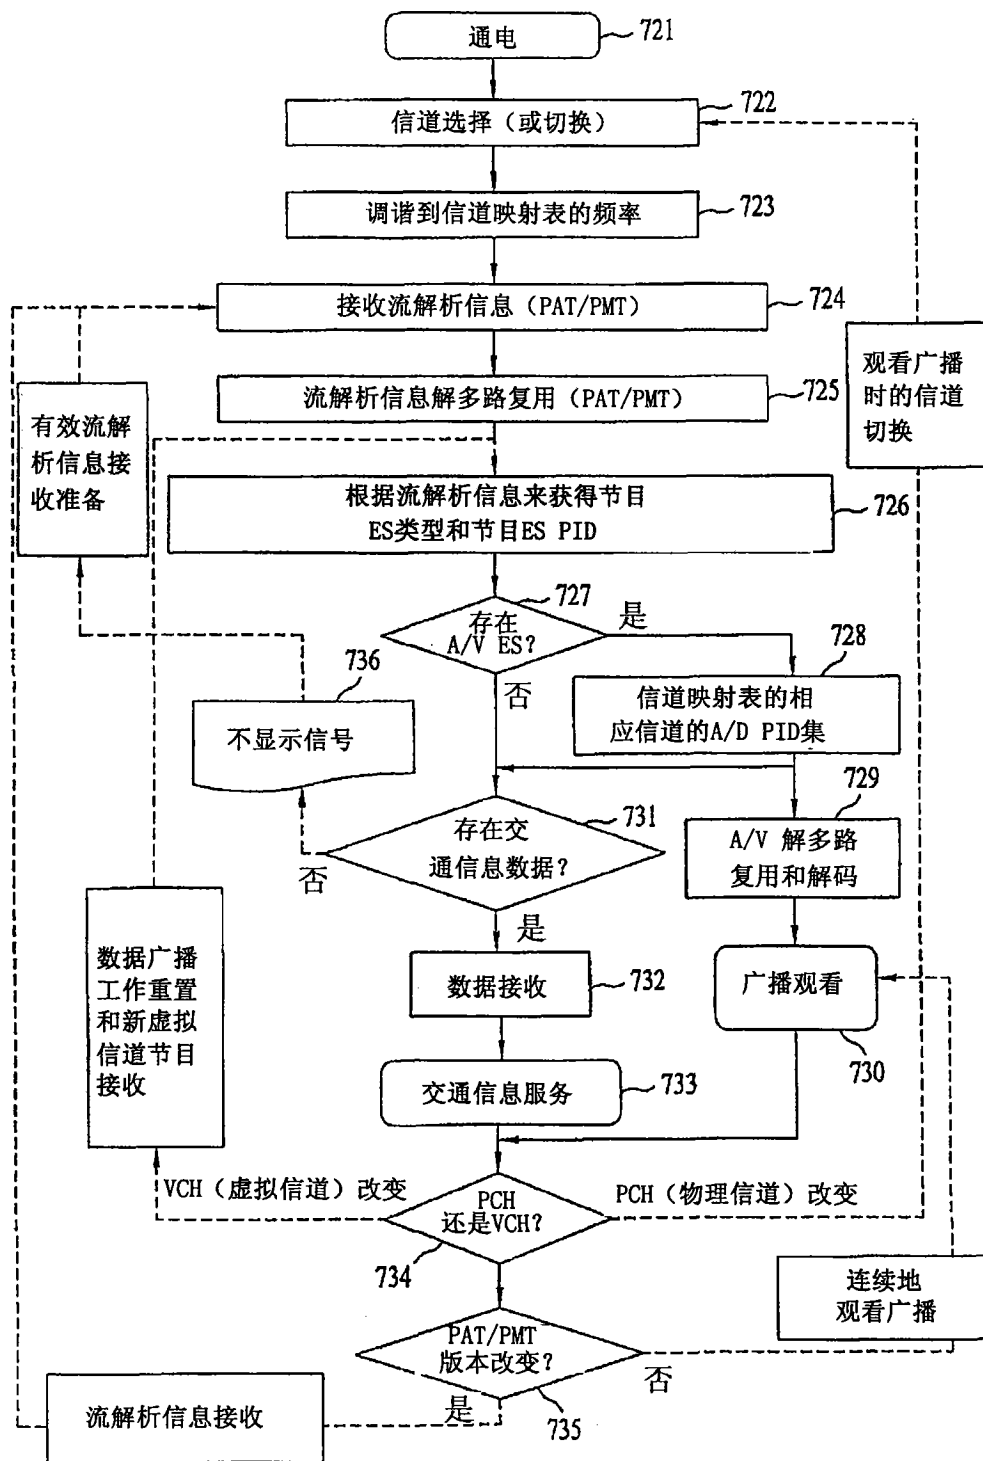 通电
721
信道选择（或切换）
722
调谐到信道映射表的频率
723
接收流解析信息（PAT/PMT）
724
流解析信息解多路复用（PAT/PMT）
725
观看广播
时的信道
切换
有效流解
析信息接
收准备
根据流解析信息来获得节目
ES类型和节目ES PID
726
存在
A/V ES?
727
是
否
信道映射表的相
应信道的A/D PID集
728
736
不显示信号
729
A/V 解多路
复用和解码
存在交
通信息数据?
731
否
是
数据广播
工作重置
和新虚拟
信道节目
接收
数据接收
732
广播观看
730
交通信息服务
733
VCH（虚拟信道）改变
PCH
还是VCH?
PCH（物理信道）改变
734
连续地
观看广播
PAT/PMT
版本改变?
否
是
735
流解析信息接收